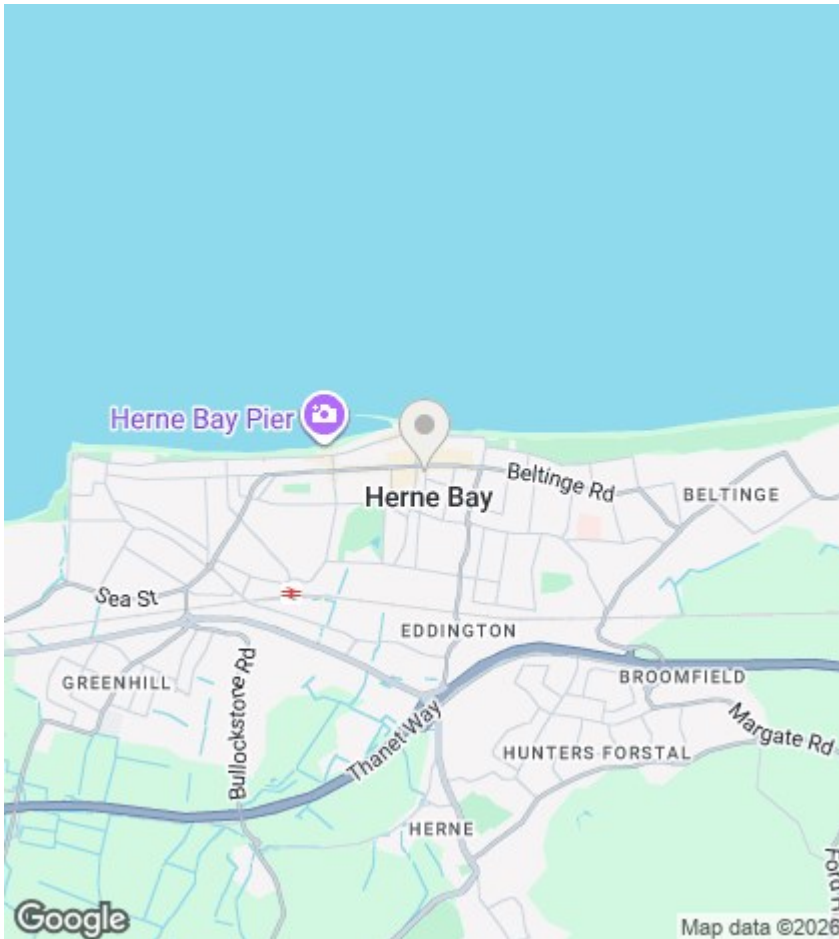 Herne Bay Pier
Beltinge Rd
Herne Bay
BELTINGE
Sea St
EDDINGTON
GREENHILL
Bullockstone Rd
BROOMFIELD
Thanet Way
Margate Rd
HUNTERS FORSTAL
HERNE
Google
Map data ©2026